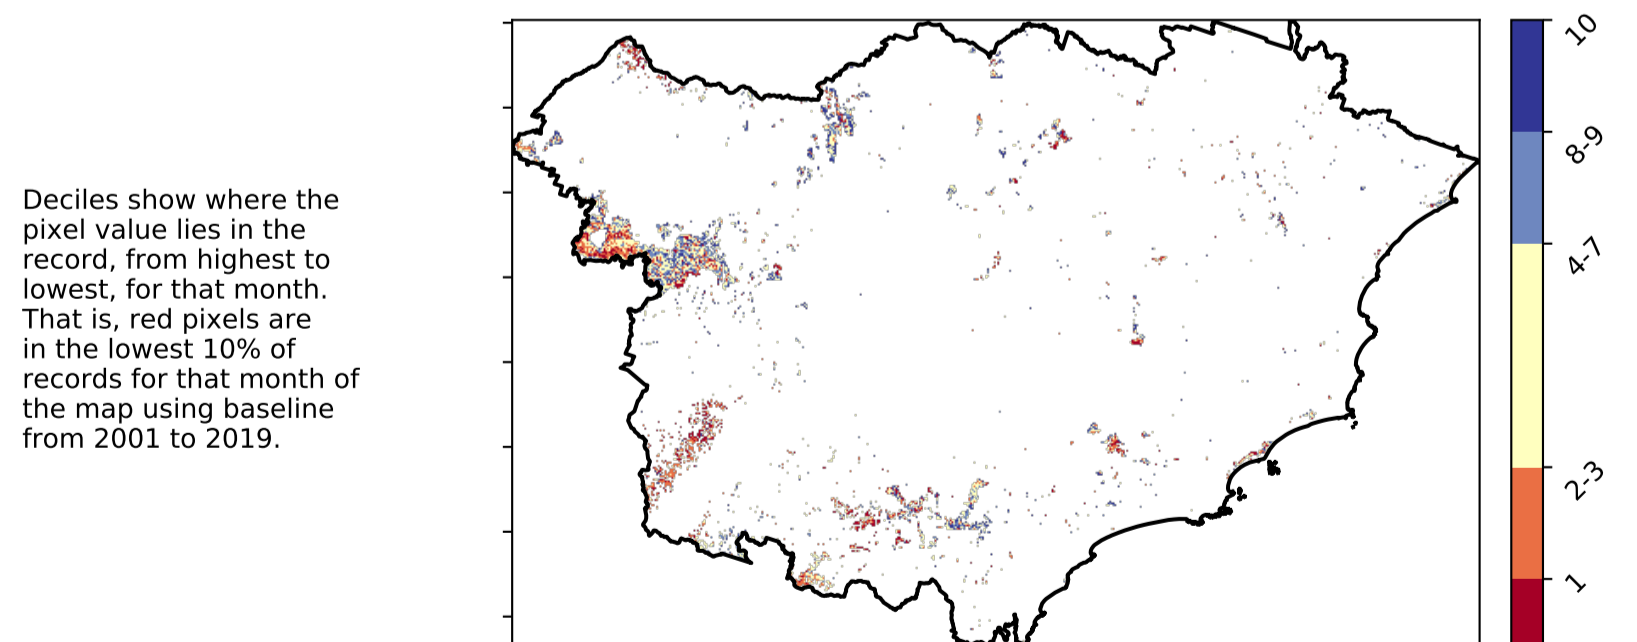 Deciles show where the
pixel value lies in the
record, from highest to
lowest, for that month.
That is, red pixels are
in the lowest 10% of
records for that month of
the map using baseline
from 2001 to 2019.
10
8-9
4-7
2-3
1